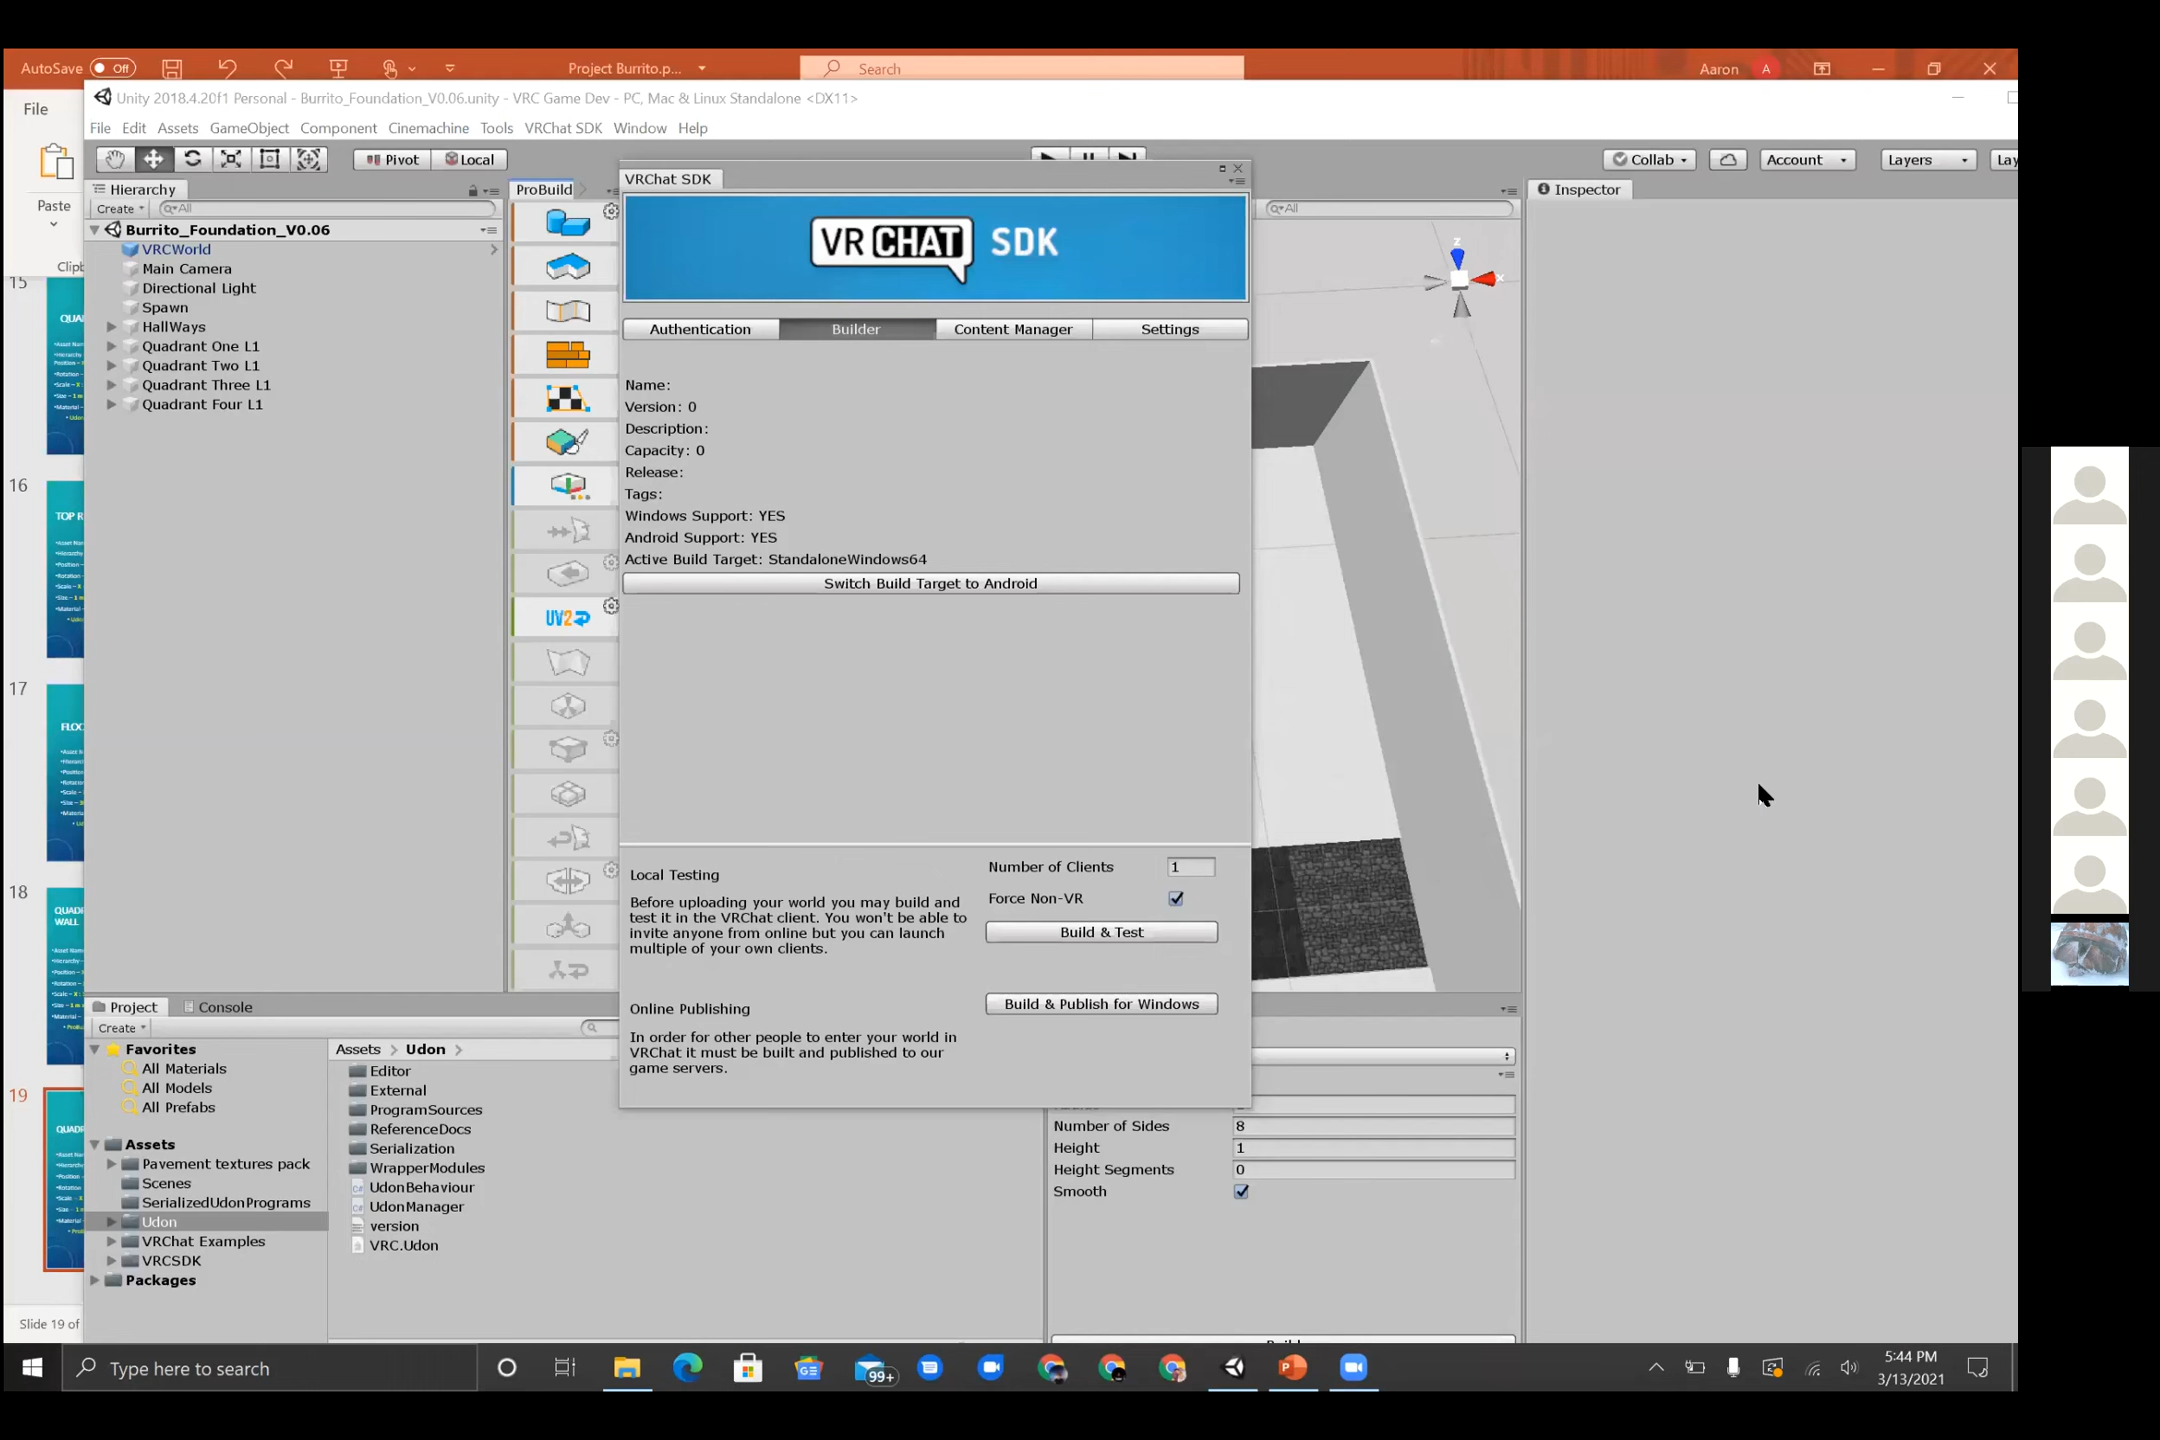 AutoSave Off Project Burrito.p... Search Aaron A
File
Unity 2018.4.20f1 Personal - Burrito_Foundation_V0.06.unity - VRC Game Dev - PC, Mac & Linux Standalone <DX11>
File Edit Assets GameObject Component Cinemachine Tools VRChat SDK Window Help
Pivot Local Collab Account Layers Lay
Paste
Clipb
Hierarchy
Create All
Burrito_Foundation_V0.06
VRCWorld
Main Camera
Directional Light
Spawn
HallWays
Quadrant One L1
Quadrant Two L1
Quadrant Three L1
Quadrant Four L1
ProBuild
UV2
VRChat SDK
VR CHAT SDK
Authentication Builder Content Manager Settings
Name:
Version: 0
Description:
Capacity: 0
Release:
Tags:
Windows Support: YES
Android Support: YES
Active Build Target: StandaloneWindows64
Switch Build Target to Android
Local Testing
Before uploading your world you may build and
test it in the VRChat client. You won't be able to
invite anyone from online but you can launch
multiple of your own clients.
Number of Clients 1
Force Non-VR
Build & Test
Online Publishing
In order for other people to enter your world in
VRChat it must be built and published to our
game servers.
Build & Publish for Windows
All
z
x
Inspector
15
QUA
16
TOP R
17
FLOO
18
QUADR
WALL
19
QUADR
Slide 19 of
Project Console
Create
Favorites
All Materials
All Models
All Prefabs
Assets
Pavement textures pack
Scenes
SerializedUdonPrograms
Udon
VRChat Examples
VRCSDK
Packages
Assets > Udon >
Editor
External
ProgramSources
ReferenceDocs
Serialization
WrapperModules
UdonBehaviour
UdonManager
version
VRC.Udon
Number of Sides 8
Height 1
Height Segments 0
Smooth
Type here to search
99+
5:44 PM
3/13/2021